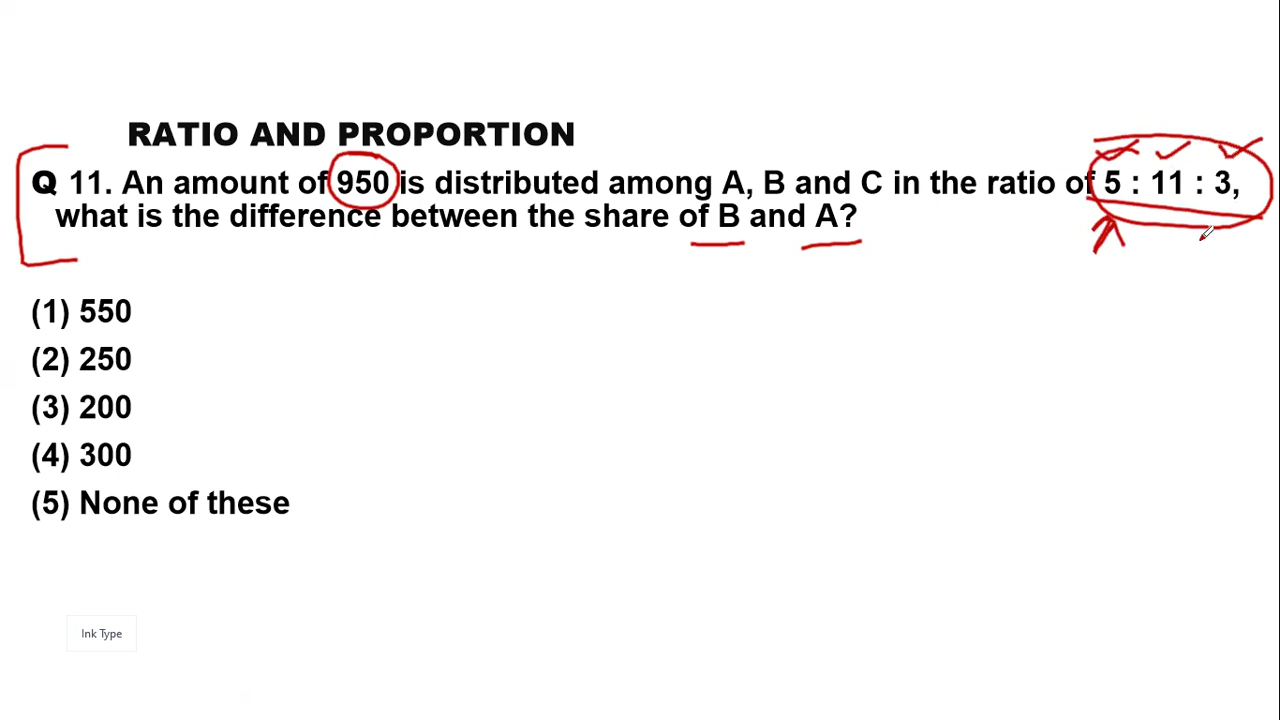 RATIO AND PROPORTION
Q 11. An amount of 950 is distributed among A, B and C in the ratio of 5 : 11 : 3,
what is the difference between the share of B and A?
(1) 550
(2) 250
(3) 200
(4) 300
(5) None of these
Ink Type